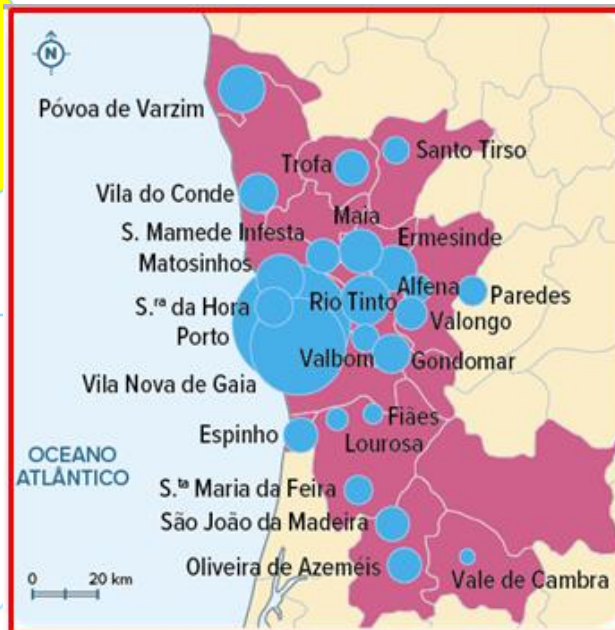 N
Póvoa de Varzim
Santo Tirso
Trofa
Vila do Conde
Maia
S. Mamede Infesta
Ermesinde
Matosinhos
Alfena
Paredes
S.ra da Hora
Rio Tinto
Valongo
Porto
Valbom
Gondomar
Vila Nova de Gaia
Fiães
Espinho
Lourosa
OCEANO
ATLÂNTICO
S.ta Maria da Feira
São João da Madeira
Oliveira de Azeméis
Vale de Cambra
0 20 km